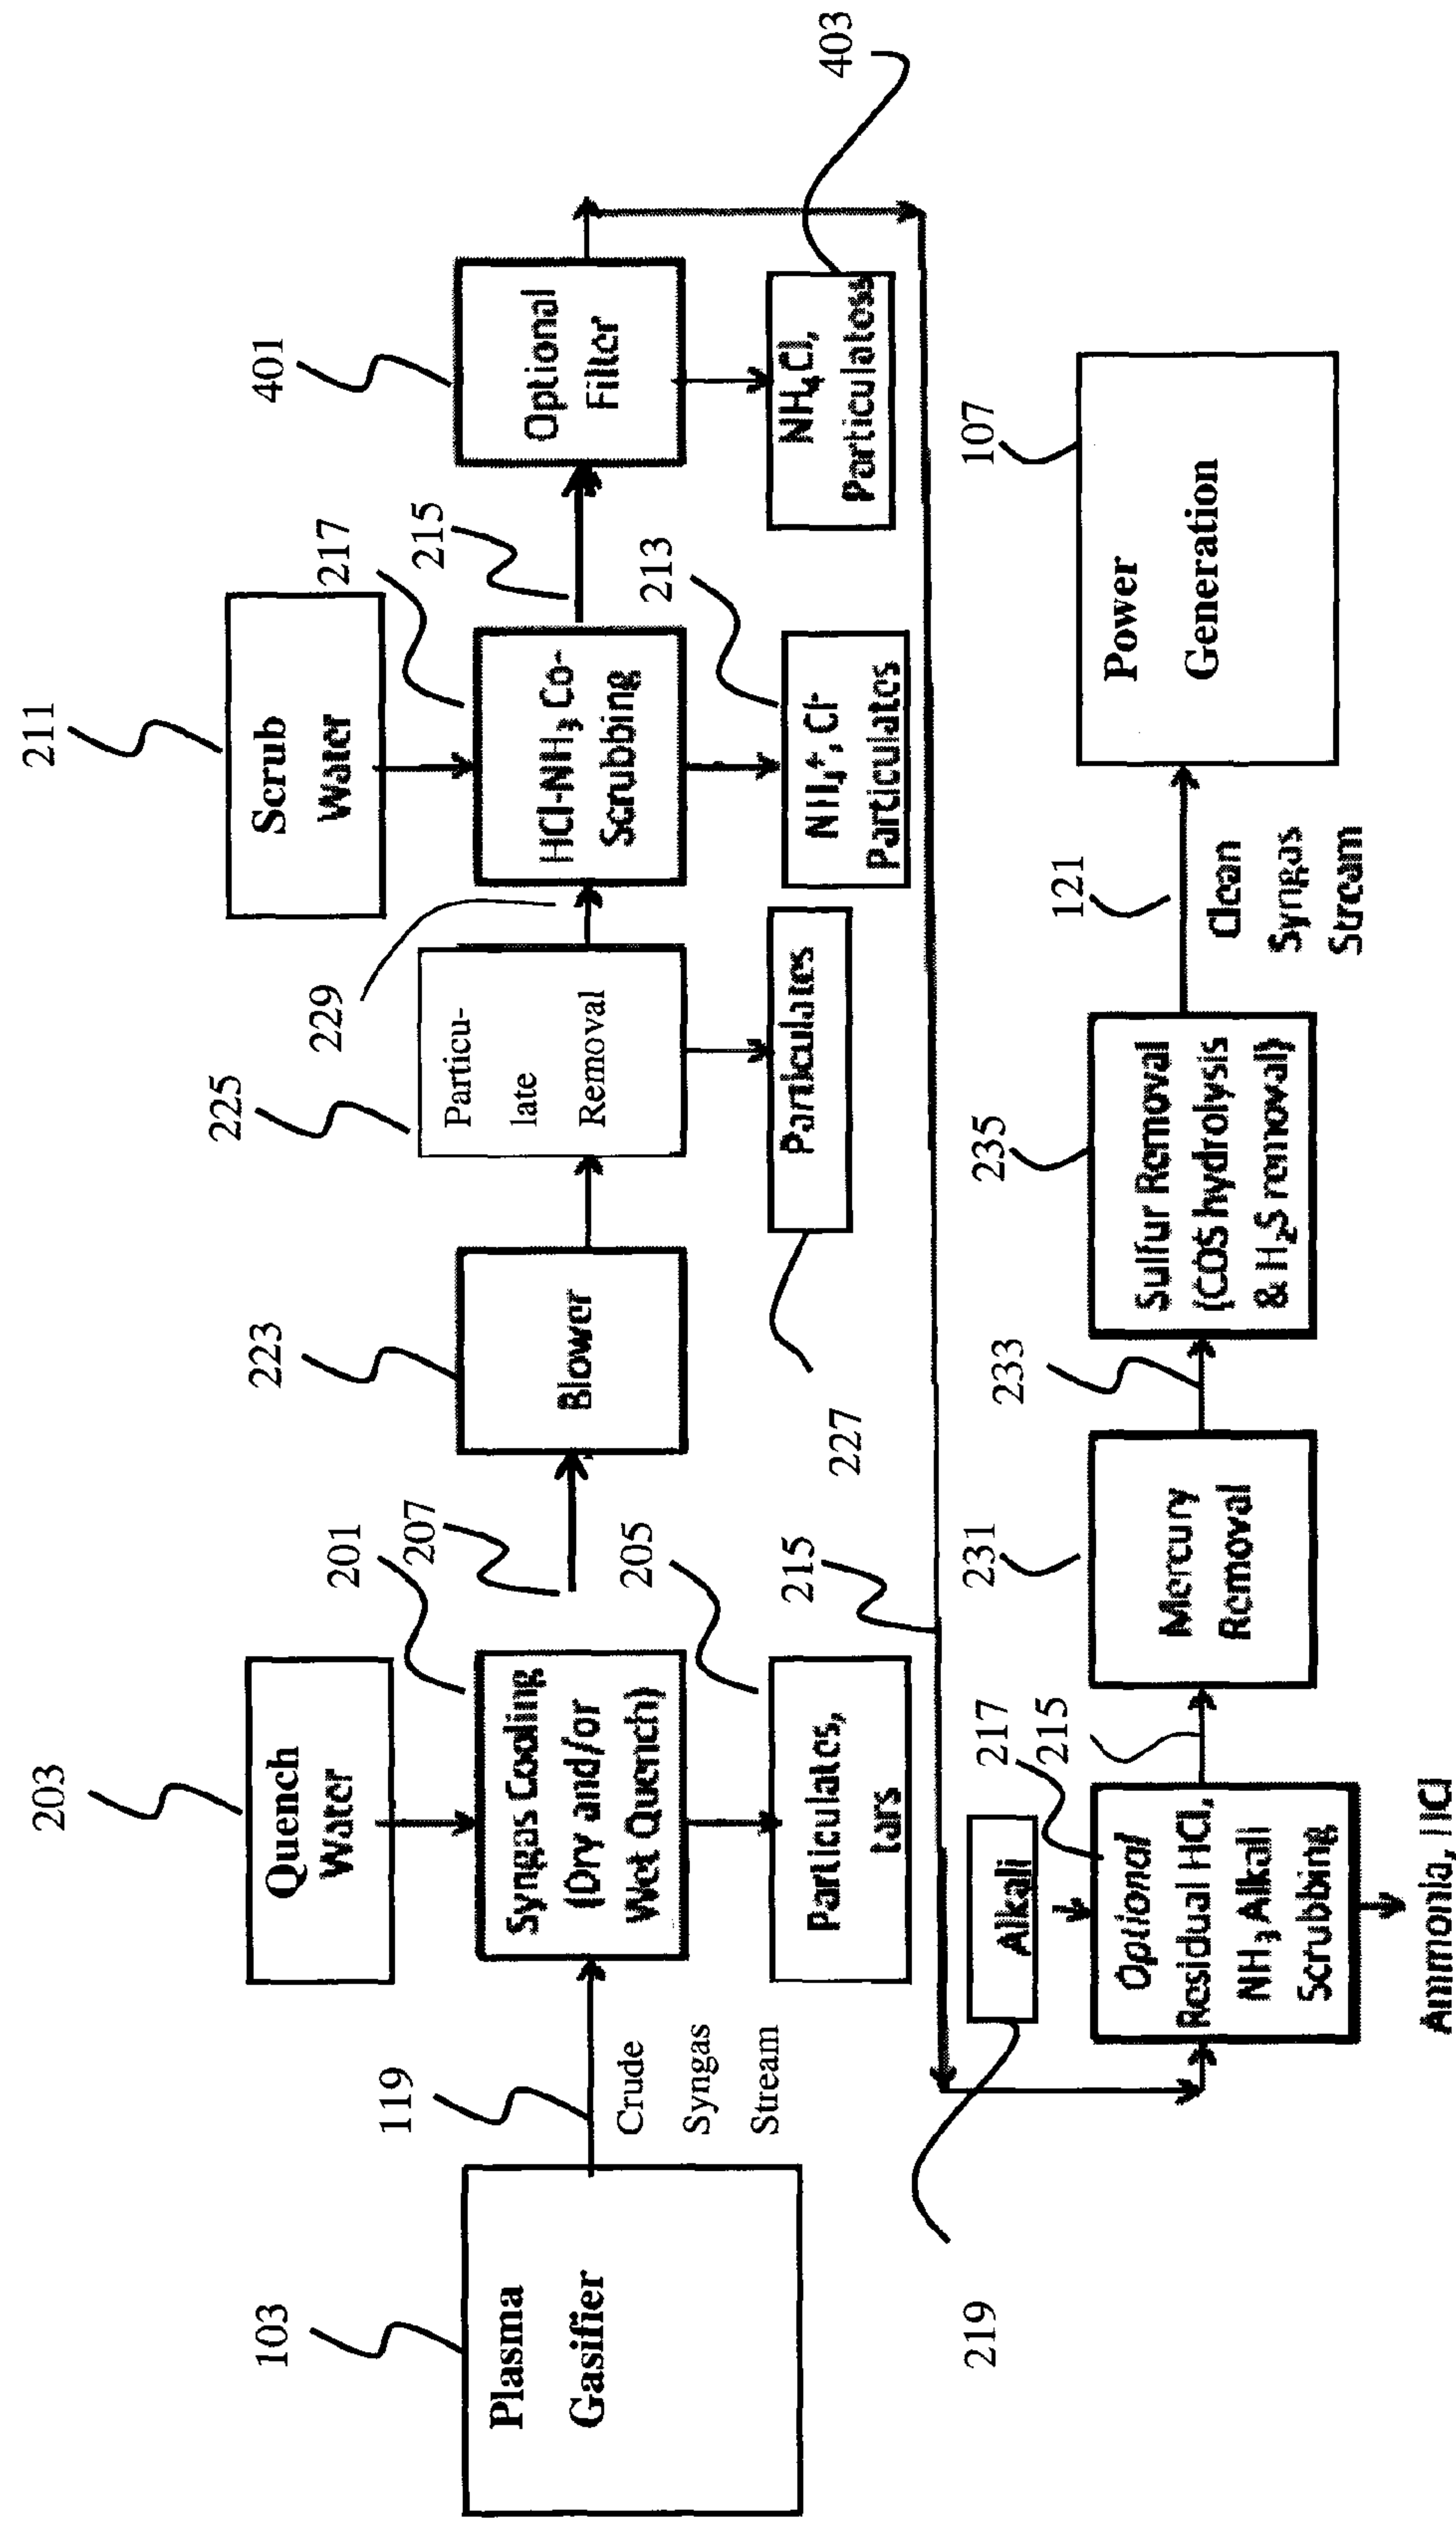 211
Scrub
Water
203
Quench
Water
217
215
401
403
103
Plasma
Gasifier
119
Crude
Syngas
Stream
201
207
Syngas Cooling
(Dry and/or
Wet Quench)
205
Particulates,
tars
223
Blower
225
229
Particu-
late
Removal
Particulates
227
HCl-NH₃ Co-
Scrubbing
213
NH₄⁺, Cl⁻
Particulates
Optional
Filter
NH₄Cl,
Particulatess
215
219
Alkali
217
215
Optional
Residual HCl,
NH₃ Alkali
Scrubbing
Ammonia, HCl
231
Mercury
Removal
233
235
Sulfur Removal
(COS hydrolysis
& H₂S removal)
121
Clean
Syngas
Stream
107
Power
Generation